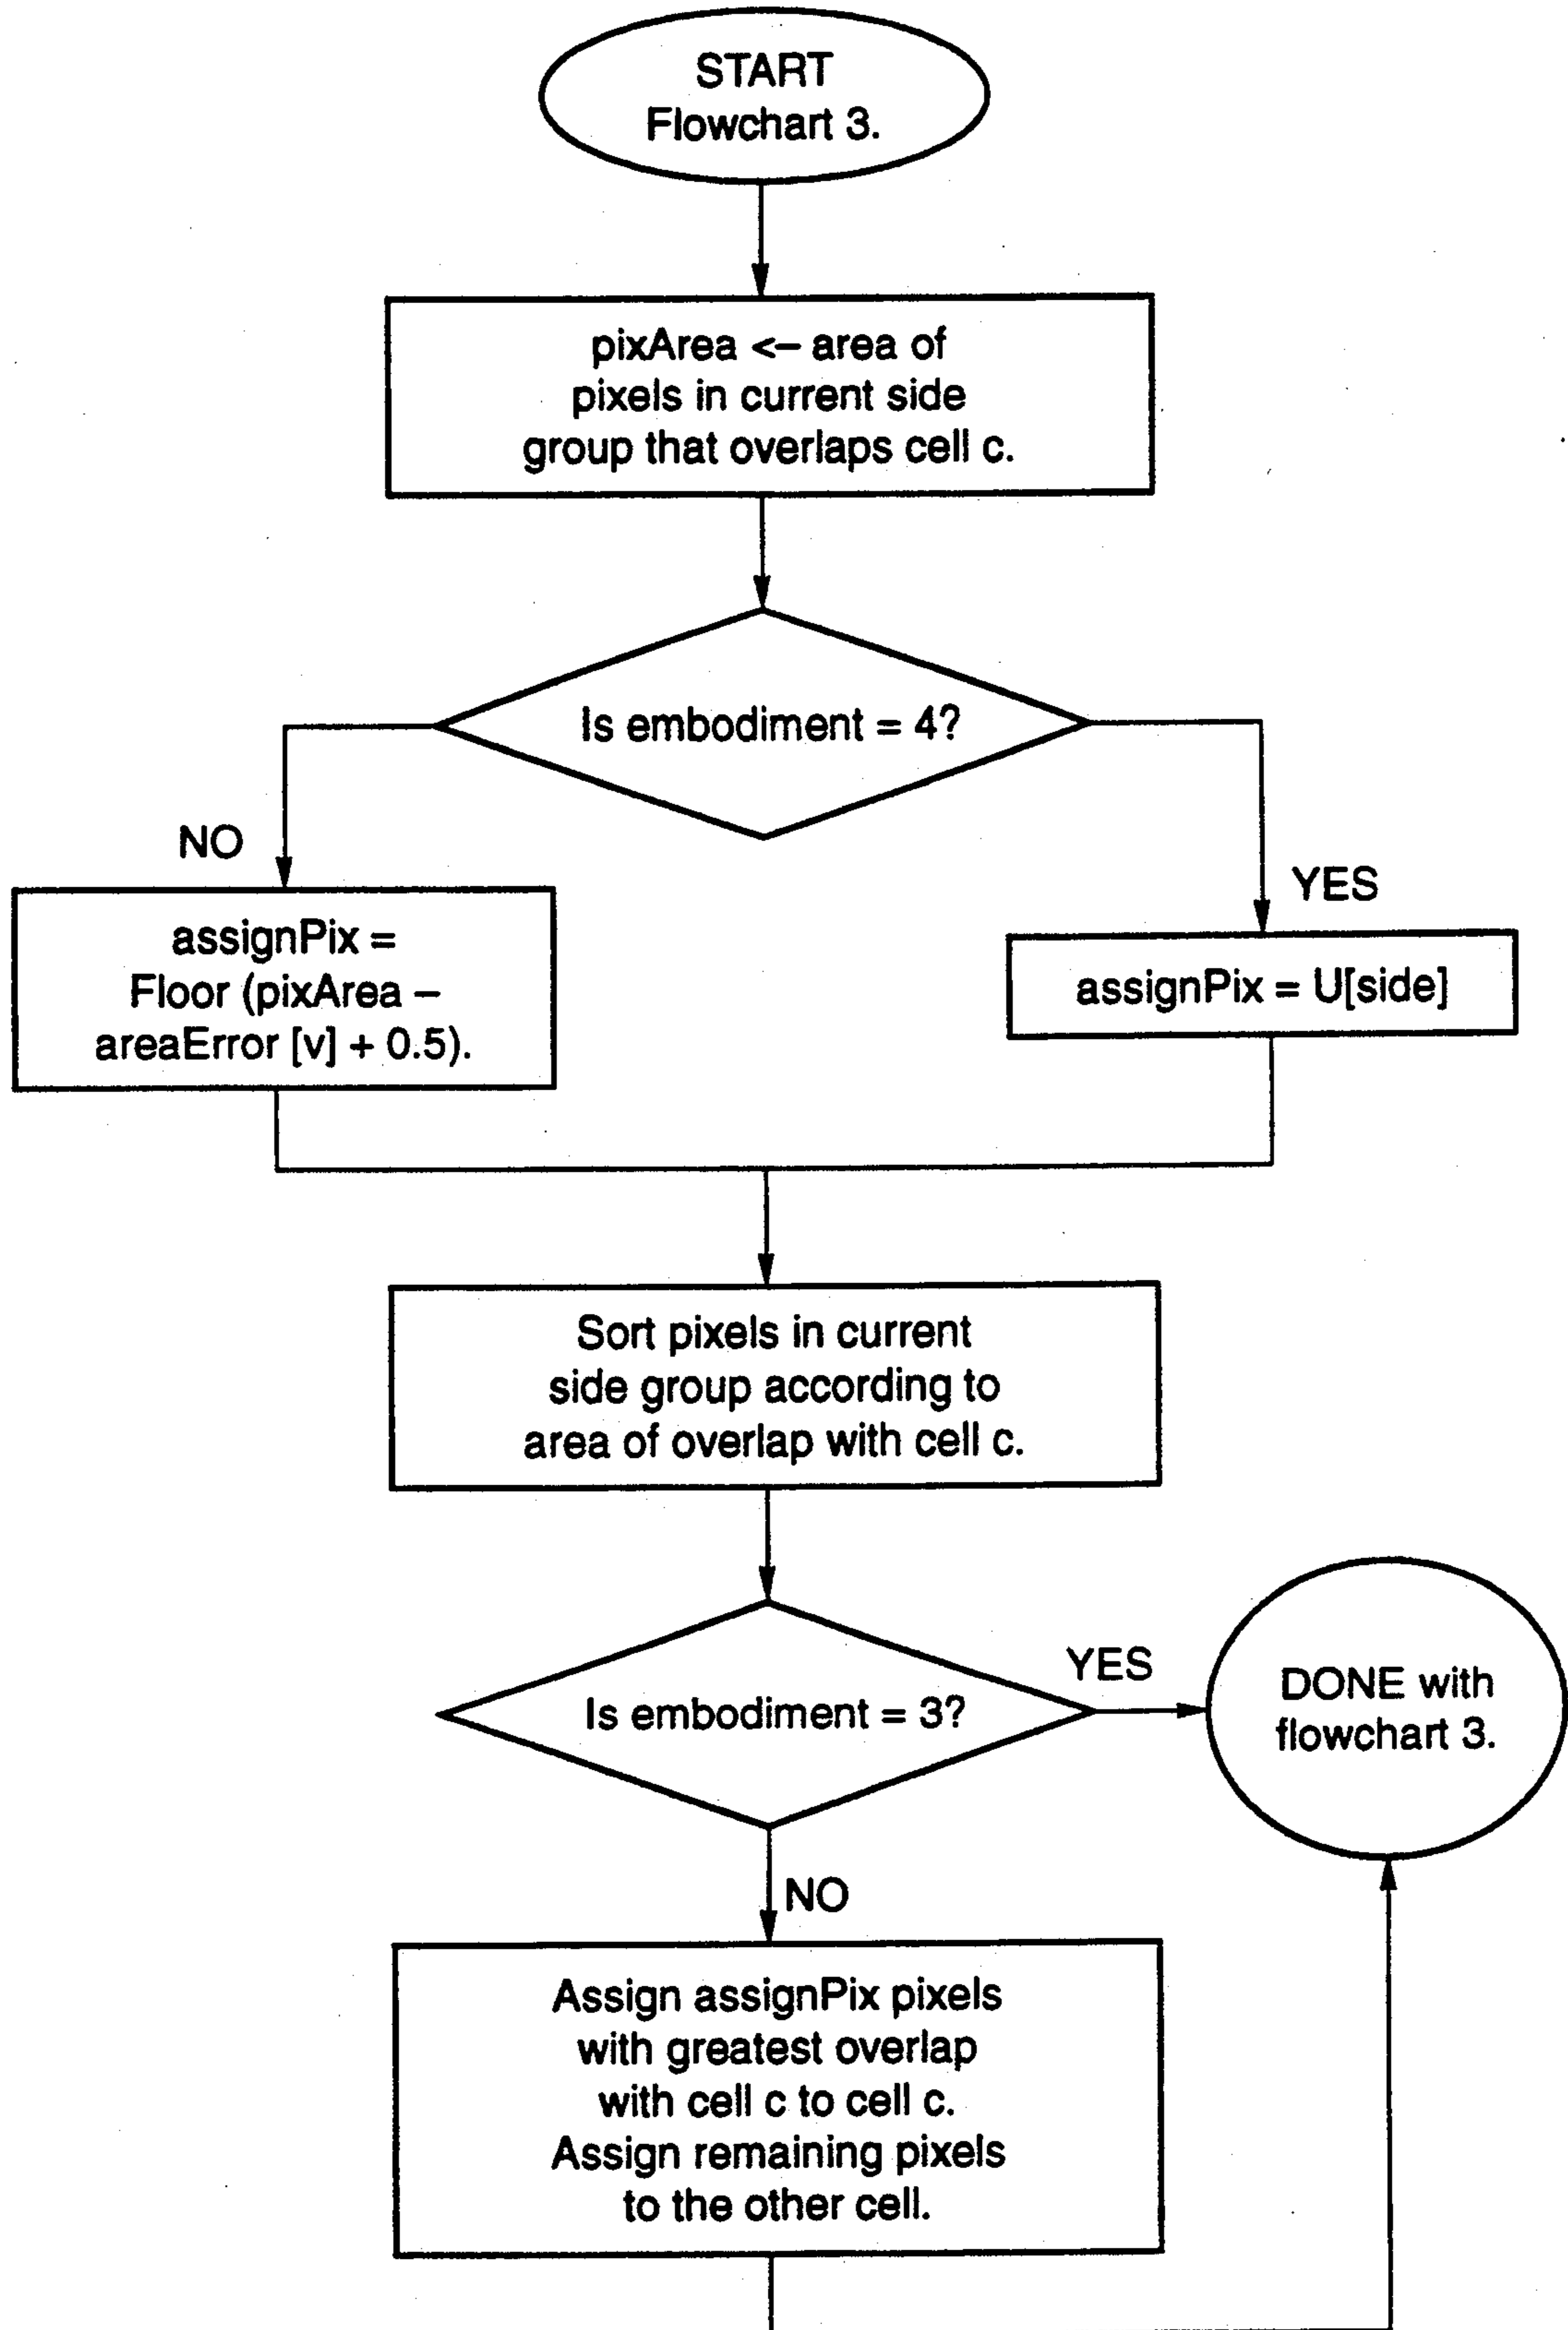 START
Flowchart 3.
pixArea <– area of
pixels in current side
group that overlaps cell c.
Is embodiment = 4?
NO
YES
assignPix =
Floor (pixArea –
areaError [v] + 0.5).
assignPix = U[side]
Sort pixels in current
side group according to
area of overlap with cell c.
Is embodiment = 3?
YES
DONE with
flowchart 3.
NO
Assign assignPix pixels
with greatest overlap
with cell c to cell c.
Assign remaining pixels
to the other cell.